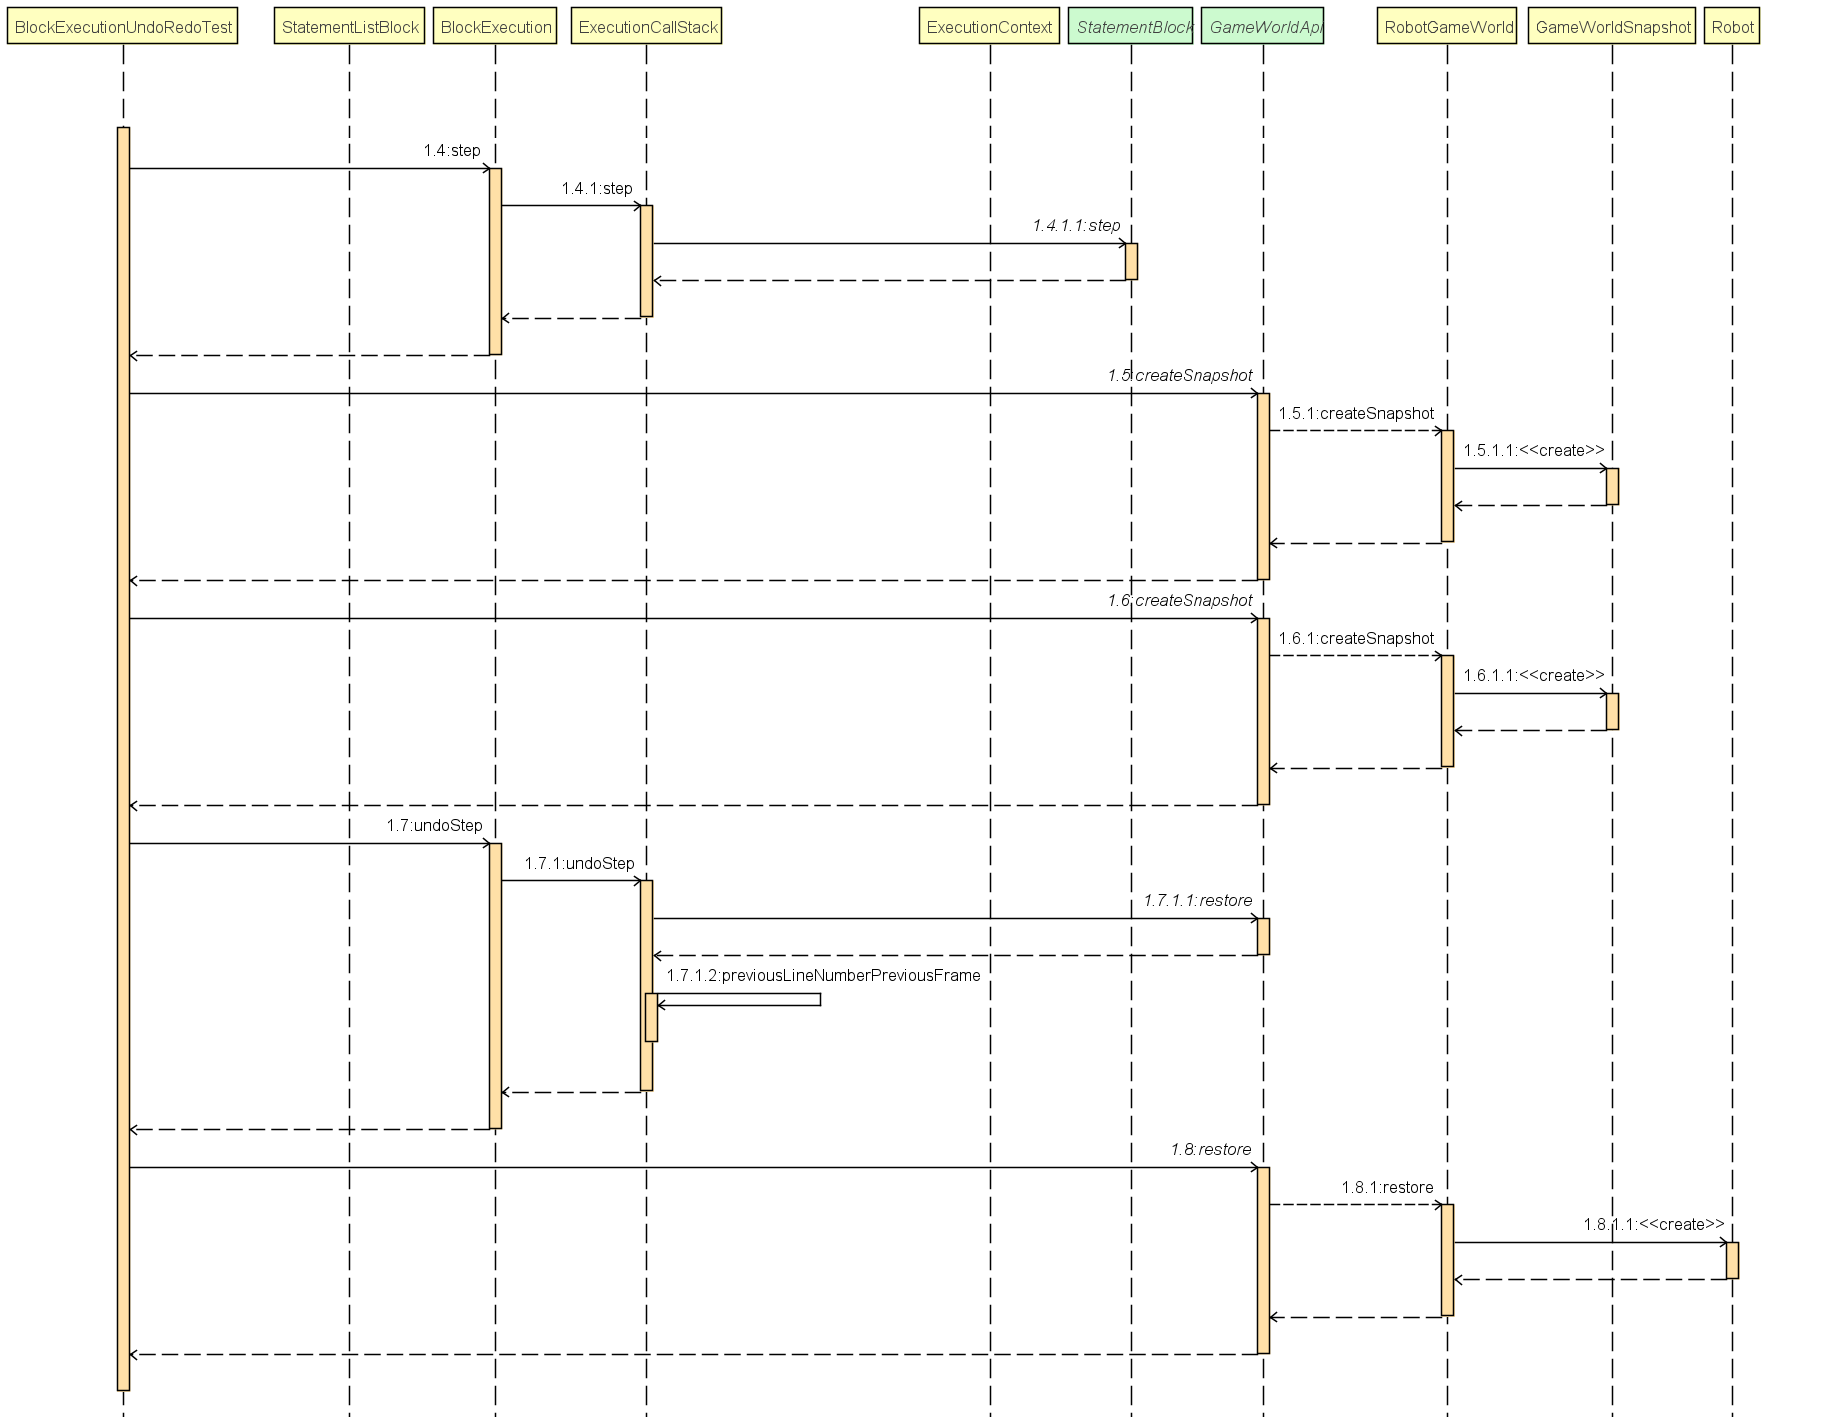 BlockExecutionUndoRedoTest
StatementListBlock
BlockExecution
ExecutionCallStack
ExecutionContext
StatementBlock
GameWorldApi
RobotGameWorld
GameWorldSnapshot
Robot
1.4:step
1.4.1:step
1.4.1.1:step
1.5:createSnapshot
1.5.1:createSnapshot
1.5.1.1:<<create>>
1.6:createSnapshot
1.6.1:createSnapshot
1.6.1.1:<<create>>
1.7:undoStep
1.7.1:undoStep
1.7.1.1:restore
1.7.1.2:previousLineNumberPreviousFrame
1.8:restore
1.8.1:restore
1.8.1.1:<<create>>